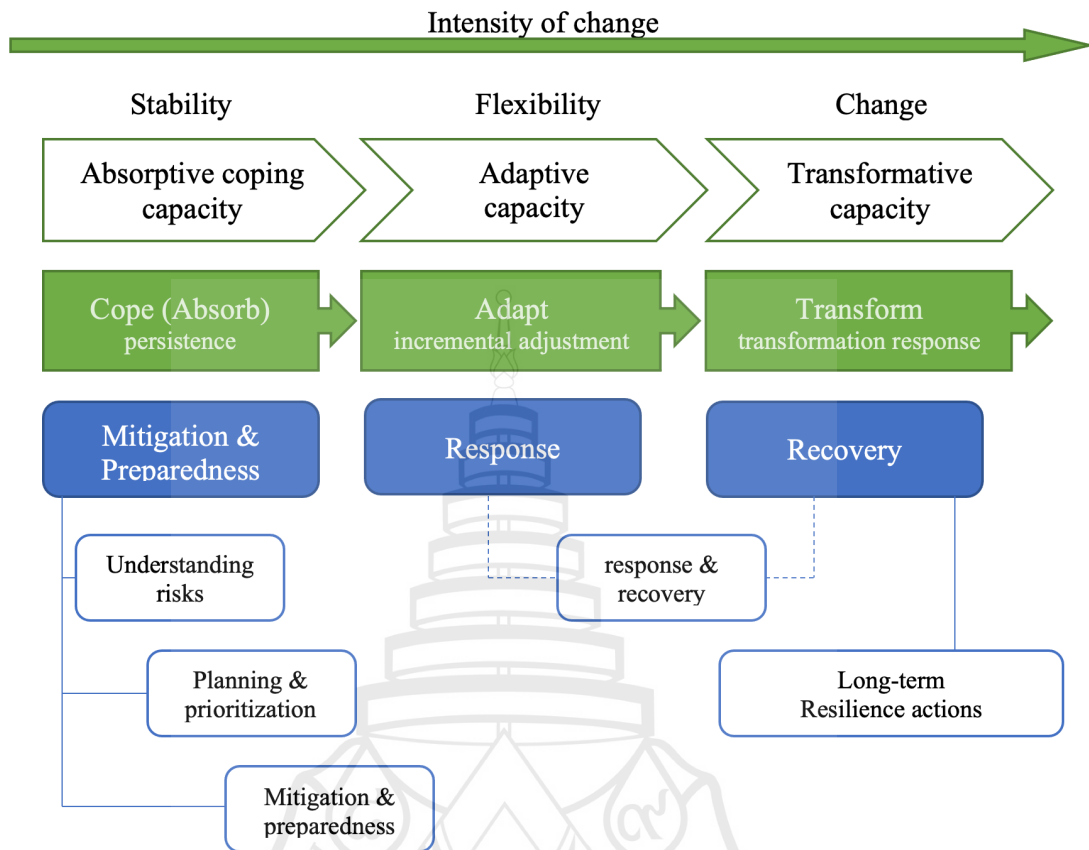 Intensity of change
Stability
Flexibility
Change
Absorptive coping
capacity
Adaptive
capacity
Transformative
capacity
Cope (Absorb)
persistence
Adapt
incremental adjustment
Transform
transformation response
Mitigation &
Preparedness
Response
Recovery
Understanding
risks
response &
recovery
Planning &
prioritization
Long-term
Resilience actions
Mitigation &
preparedness